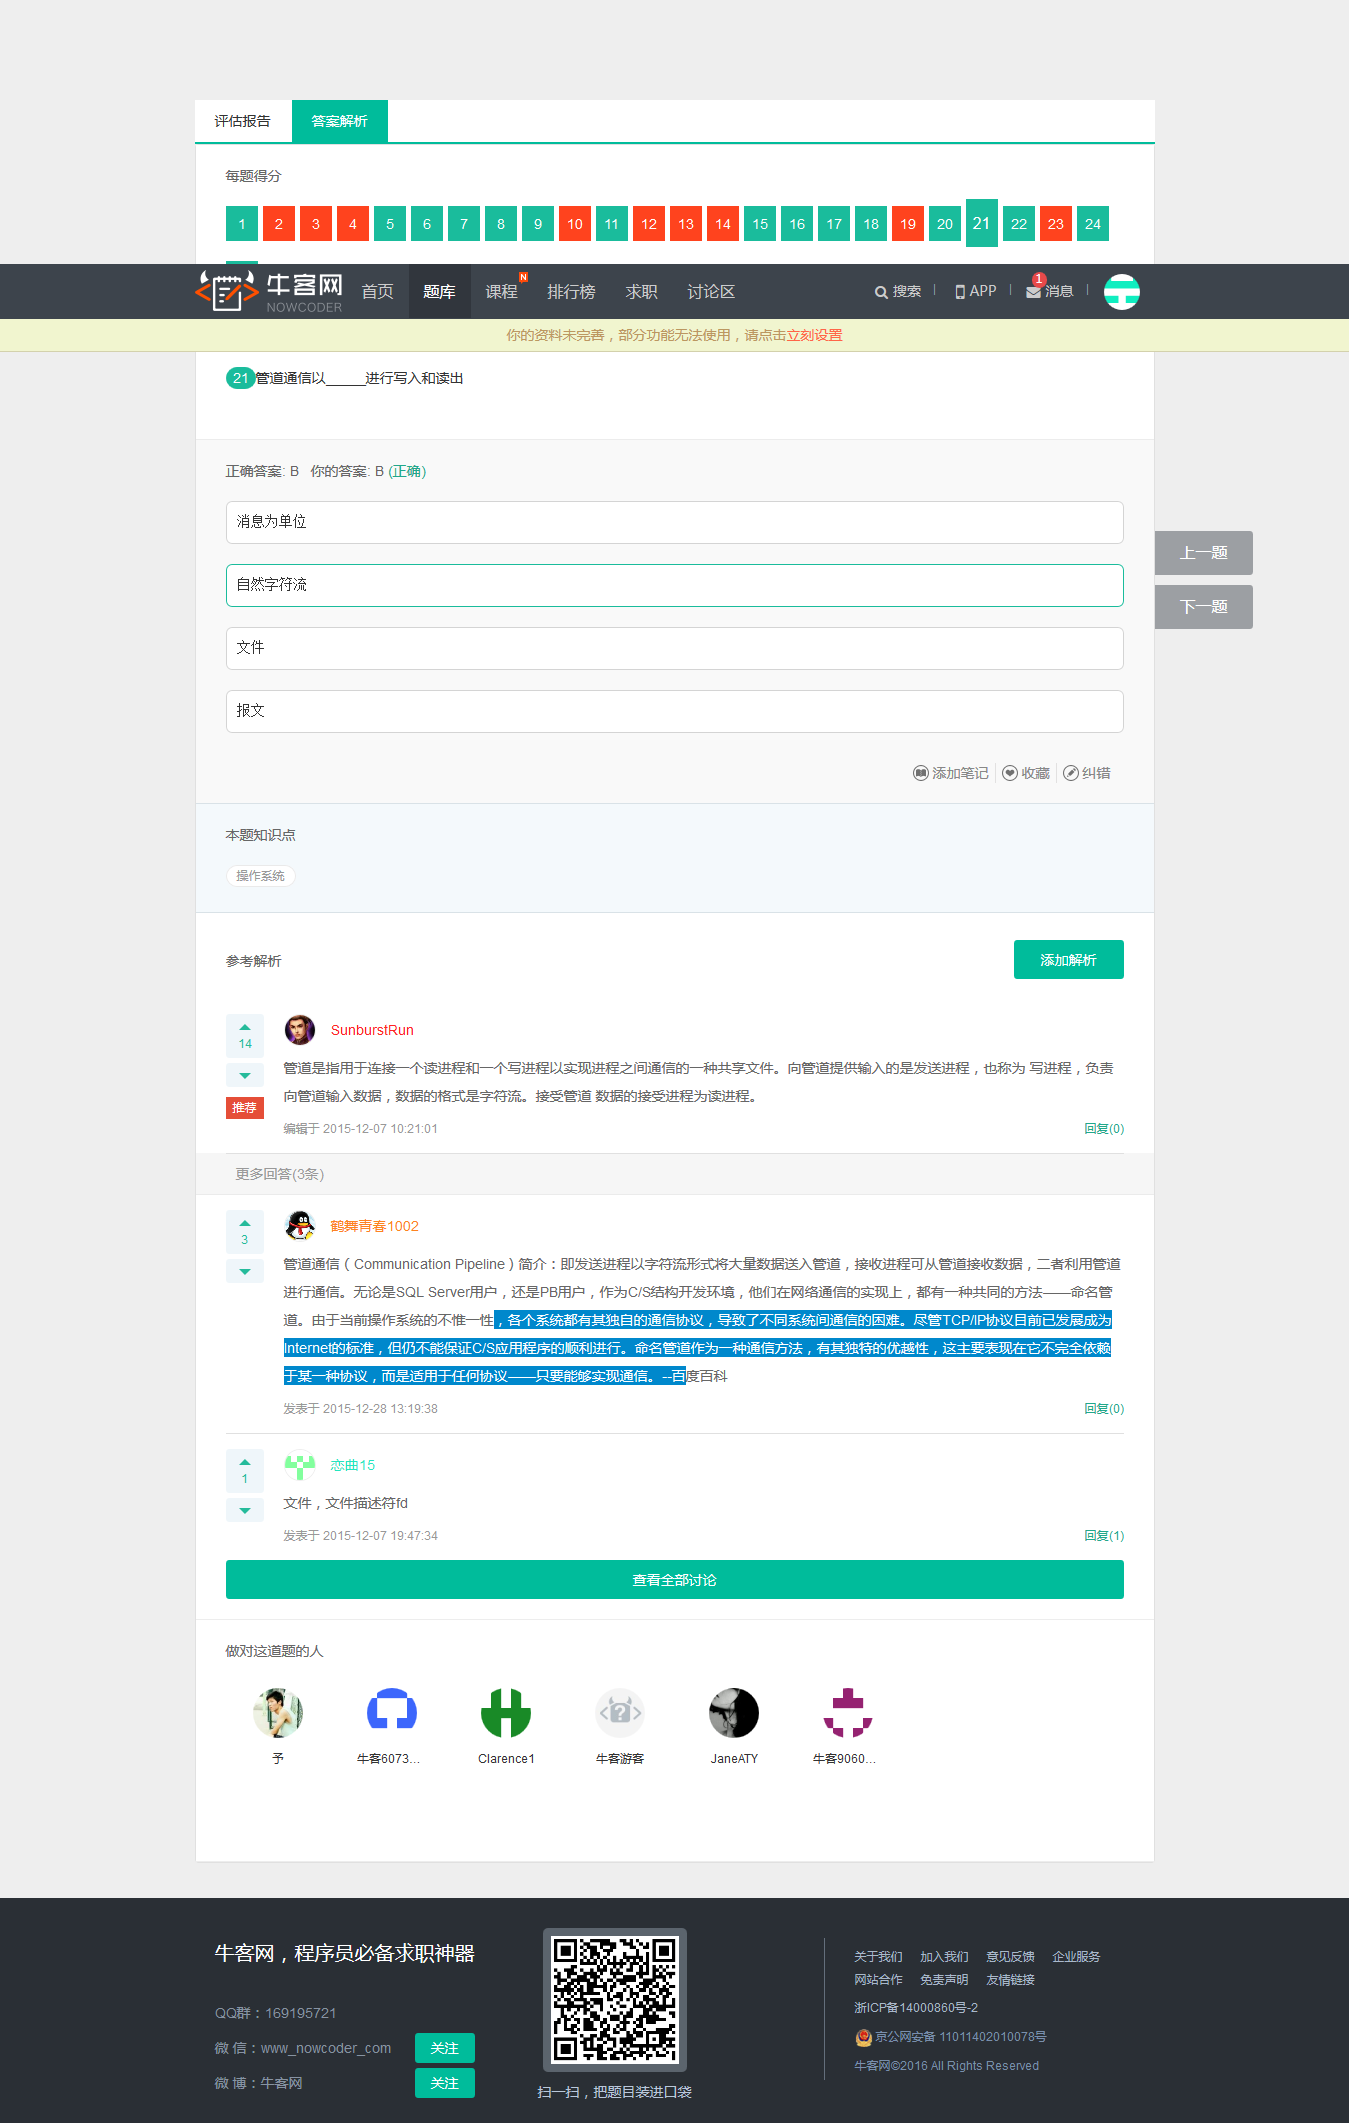 评估报告 答案解析
每题得分
1 2 3 4 5 6 7 8 9 10 11 12 13 14 15 16 17 18 19 20 21 22 23 24
牛客网 NOWCODER 首页 题库 课程 N 排行榜 求职 讨论区 搜索 APP 消息 1
你的资料未完善，部分功能无法使用，请点击立刻设置
21 管道通信以_____进行写入和读出
正确答案: B 你的答案: B (正确)
消息为单位
自然字符流
文件
报文
上一题
下一题
添加笔记 收藏 纠错
本题知识点
操作系统
参考解析 添加解析
14
推荐
SunburstRun
管道是指用于连接一个读进程和一个写进程以实现进程之间通信的一种共享文件。向管道提供输入的是发送进程，也称为 写进程，负责
向管道输入数据，数据的格式是字符流。接受管道 数据的接受进程为读进程。
编辑于 2015-12-07 10:21:01 回复(0)
更多回答(3条)
3
鹤舞青春1002
管道通信（Communication Pipeline）简介：即发送进程以字符流形式将大量数据送入管道，接收进程可从管道接收数据，二者利用管道
进行通信。无论是SQL Server用户，还是PB用户，作为C/S结构开发环境，他们在网络通信的实现上，都有一种共同的方法——命名管
道。由于当前操作系统的不惟一性，各个系统都有其独自的通信协议，导致了不同系统间通信的困难。尽管TCP/IP协议目前已发展成为
Internet的标准，但仍不能保证C/S应用程序的顺利进行。命名管道作为一种通信方法，有其独特的优越性，这主要表现在它不完全依赖
于某一种协议，而是适用于任何协议——只要能够实现通信。--百度百科
发表于 2015-12-28 13:19:38 回复(0)
1
恋曲15
文件，文件描述符fd
发表于 2015-12-07 19:47:34 回复(1)
查看全部讨论
做对这道题的人
予 牛客6073... Clarence1 牛客游客 JaneATY 牛客9060...
牛客网，程序员必备求职神器
QQ群：169195721
微 信：www_nowcoder_com 关注
微 博：牛客网 关注
扫一扫，把题目装进口袋
关于我们 加入我们 意见反馈 企业服务
网站合作 免责声明 友情链接
浙ICP备14000860号-2
京公网安备 11011402010078号
牛客网©2016 All Rights Reserved